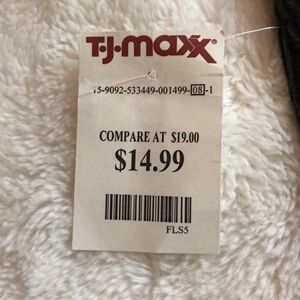 T·J·maxx®
15-9092-533449-001499-08-1
COMPARE AT $19.00
$14.99
FLS5